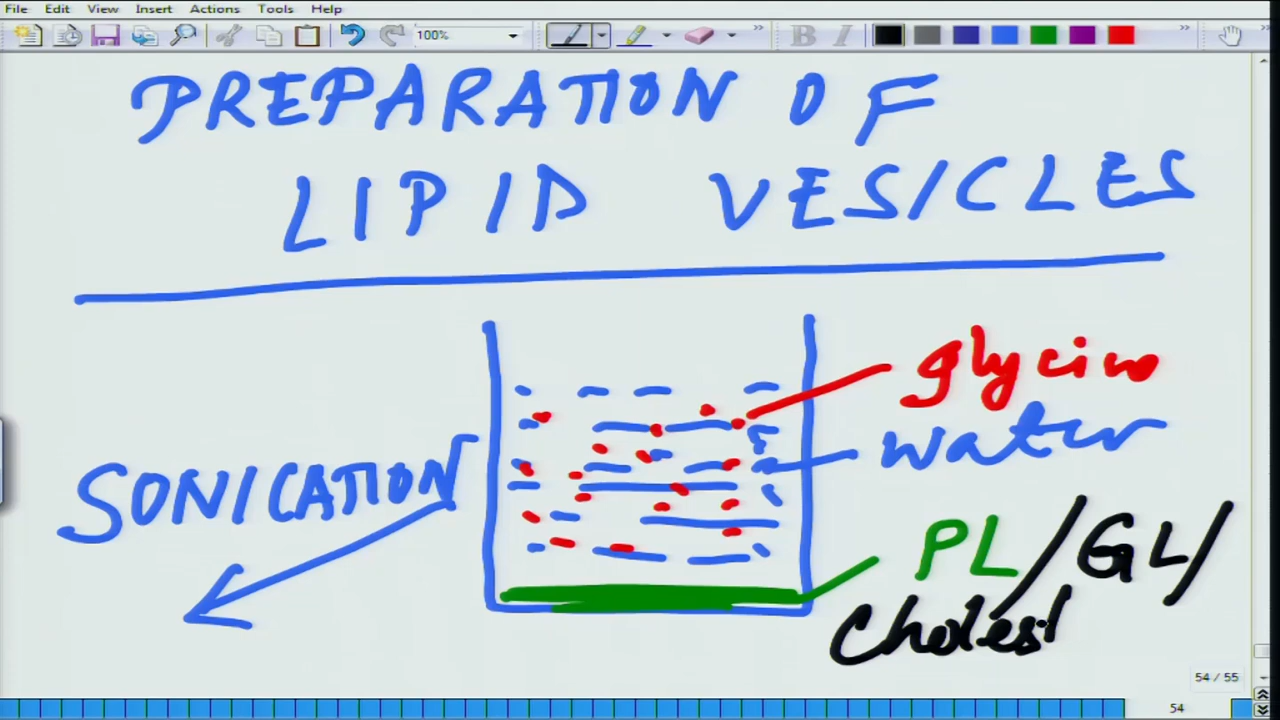 File Edit View Insert Actions Tools Help
100%
PREPARATION OF
LIPID VESICLES
glycine
water
SONICATION
PL/GL/
Cholest
54 / 55
54